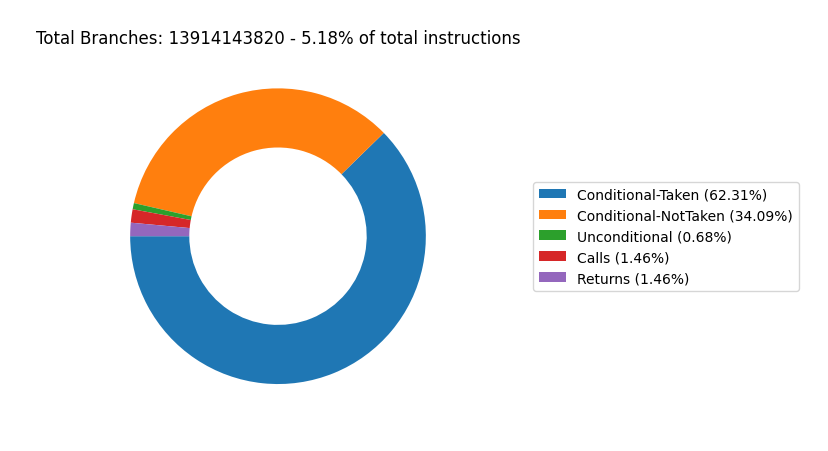 Total Branches: 13914143820 - 5.18% of total instructions
Conditional-Taken (62.31%)
Conditional-NotTaken (34.09%)
Unconditional (0.68%)
Calls (1.46%)
Returns (1.46%)